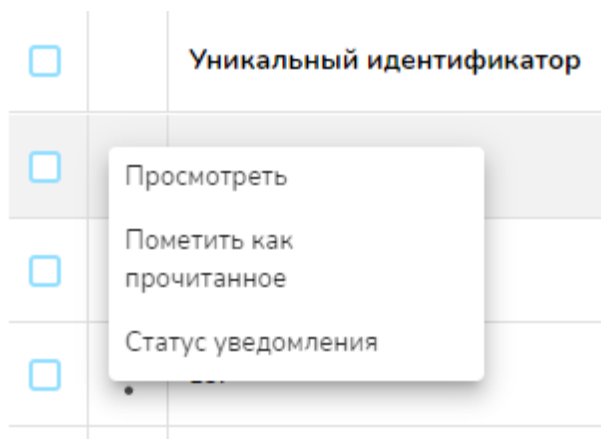 Уникальный идентификатор
Просмотреть
Пометить как
прочитанное
Статус уведомления